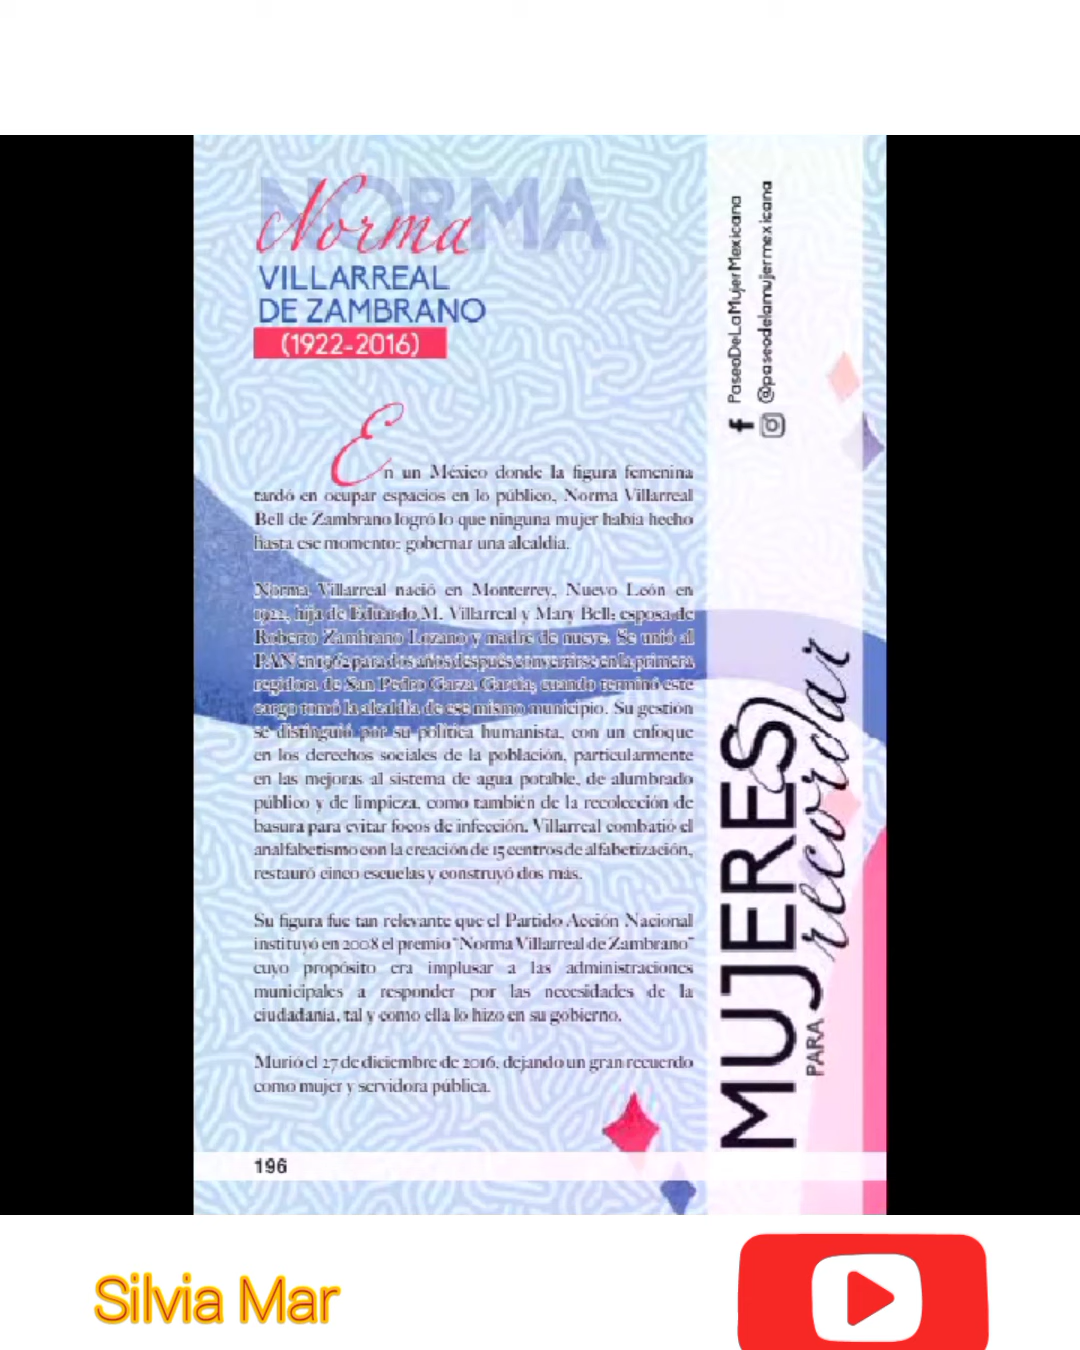 NORMA
Norma
VILLARREAL
DE ZAMBRANO
(1922-2016)
En un México donde la figura femenina
tardó en ocupar espacios en lo público, Norma Villarreal
Bell de Zambrano logró lo que ninguna mujer había hecho
hasta ese momento: gobernar una alcaldía.
Norma Villarreal nació en Monterrey, Nuevo León en
1922, hija de Eduardo M. Villarreal y Mary Bell; esposa de
Roberto Zambrano Lozano y madre de nueve. Se unió al
PAN en 1962 para dos años después convertirse en la primera
regidora de San Pedro Garza García; cuando terminó este
cargo tomó la alcaldía de ese mismo municipio. Su gestión
se distinguió por su política humanista, con un enfoque
en los derechos sociales de la población, particularmente
en las mejoras al sistema de agua potable, de alumbrado
público y de limpieza, como también de la recolección de
basura para evitar focos de infección. Villarreal combatió el
analfabetismo con la creación de 15 centros de alfabetización,
restauró cinco escuelas y construyó dos más.
Su figura fue tan relevante que el Partido Acción Nacional
instituyó en 2008 el premio "Norma Villarreal de Zambrano"
cuyo propósito era implusar a las administraciones
municipales a responder por las necesidades de la
ciudadanía, tal y como ella lo hizo en su gobierno.
Murió el 27 de diciembre de 2016, dejando un gran recuerdo
como mujer y servidora pública.
196
PaseoDeLaMujerMexicana
@paseodelamujermexicana
MUJERES
PARA recordar
Silvia Mar